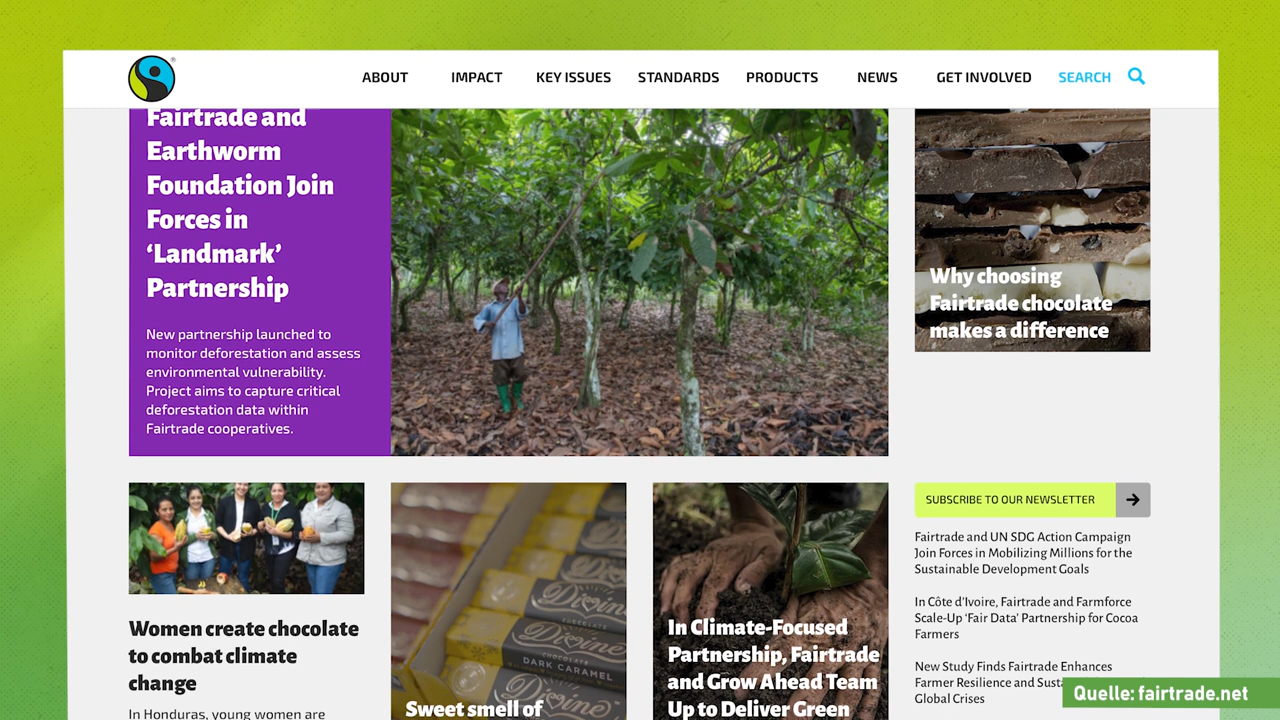 ABOUT IMPACT KEY ISSUES STANDARDS PRODUCTS NEWS GET INVOLVED SEARCH
Fairtrade and
Earthworm
Foundation Join
Forces in
‘Landmark’
Partnership
New partnership launched to
monitor deforestation and assess
environmental vulnerability.
Project aims to capture critical
deforestation data within
Fairtrade cooperatives.
Why choosing
Fairtrade chocolate
makes a difference
Women create chocolate
to combat climate
change
In Honduras, young women are
Divine
CHOCOLATE
DARK CARAMEL
Divine
Sweet smell of
In Climate-Focused
Partnership, Fairtrade
and Grow Ahead Team
Up to Deliver Green
SUBSCRIBE TO OUR NEWSLETTER
Fairtrade and UN SDG Action Campaign
Join Forces in Mobilizing Millions for the
Sustainable Development Goals
In Côte d’Ivoire, Fairtrade and Farmforce
Scale-Up ‘Fair Data’ Partnership for Cocoa
Farmers
New Study Finds Fairtrade Enhances
Farmer Resilience and
Global Crises
Quelle: fairtrade.net